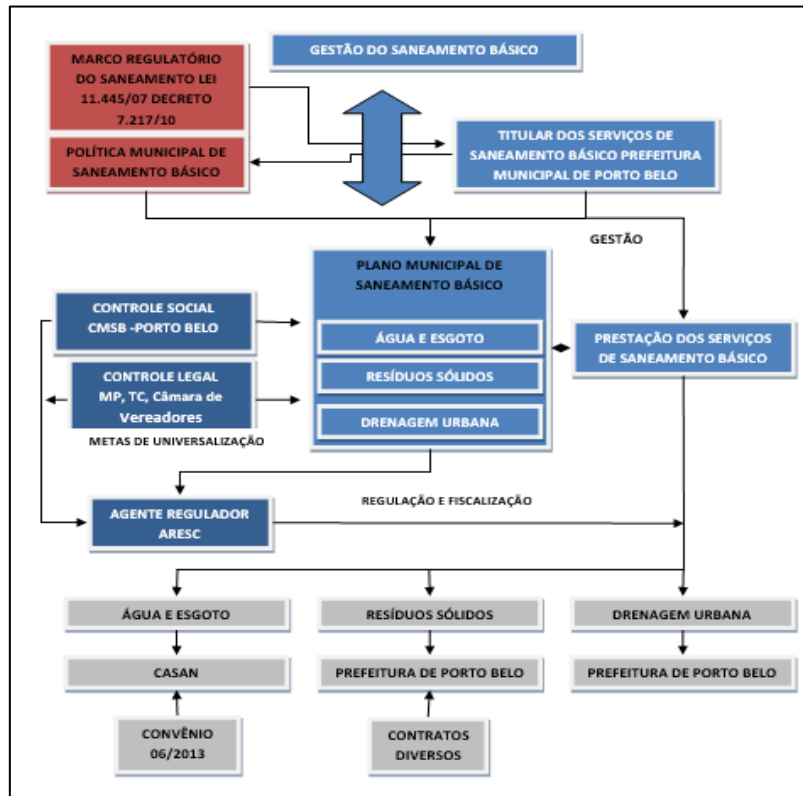 GESTÃO DO SANEAMENTO BÁSICO
MARCO REGULATÓRIO
DO SANEAMENTO LEI
11.445/07 DECRETO
7.217/10
POLÍTICA MUNICIPAL DE
SANEAMENTO BÁSICO
TITULAR DOS SERVIÇOS DE
SANEAMENTO BÁSICO PREFEITURA
MUNICIPAL DE PORTO BELO
GESTÃO
PLANO MUNICIPAL DE
SANEAMENTO BÁSICO
ÁGUA E ESGOTO
RESÍDUOS SÓLIDOS
DRENAGEM URBANA
CONTROLE SOCIAL
CMSB -PORTO BELO
CONTROLE LEGAL
MP, TC, Câmara de
Vereadores
METAS DE UNIVERSALIZAÇÃO
PRESTAÇÃO DOS SERVIÇOS
DE SANEAMENTO BÁSICO
AGENTE REGULADOR
ARESC
REGULAÇÃO E FISCALIZAÇÃO
ÁGUA E ESGOTO
RESÍDUOS SÓLIDOS
DRENAGEM URBANA
CASAN
PREFEITURA DE PORTO BELO
PREFEITURA DE PORTO BELO
CONVÊNIO
06/2013
CONTRATOS
DIVERSOS